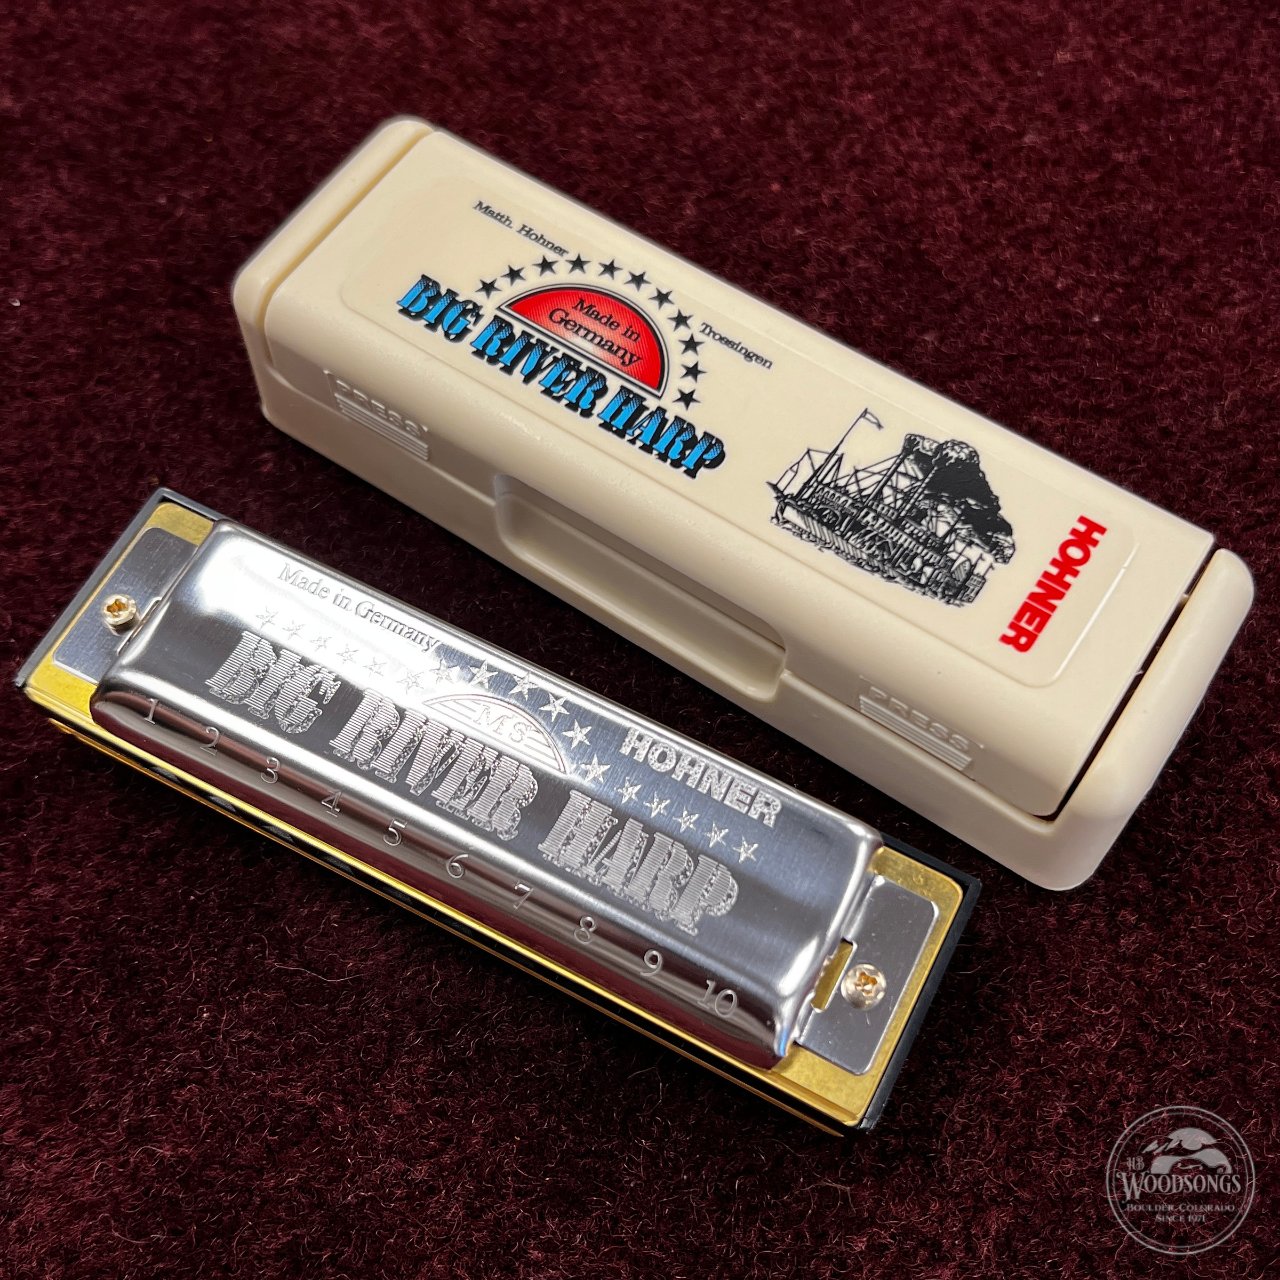 Matth. Hohner
Trossingen
Made in
Germany
BIG RIVER HARP
HOHNER
PRESS
PRESS
Made in Germany
MS
HOHNER
BIG RIVER HARP
1 2 3 4 5 6 7 8 9 10
HB
WOODSONGS
BOULDER, COLORADO
SINCE 1971